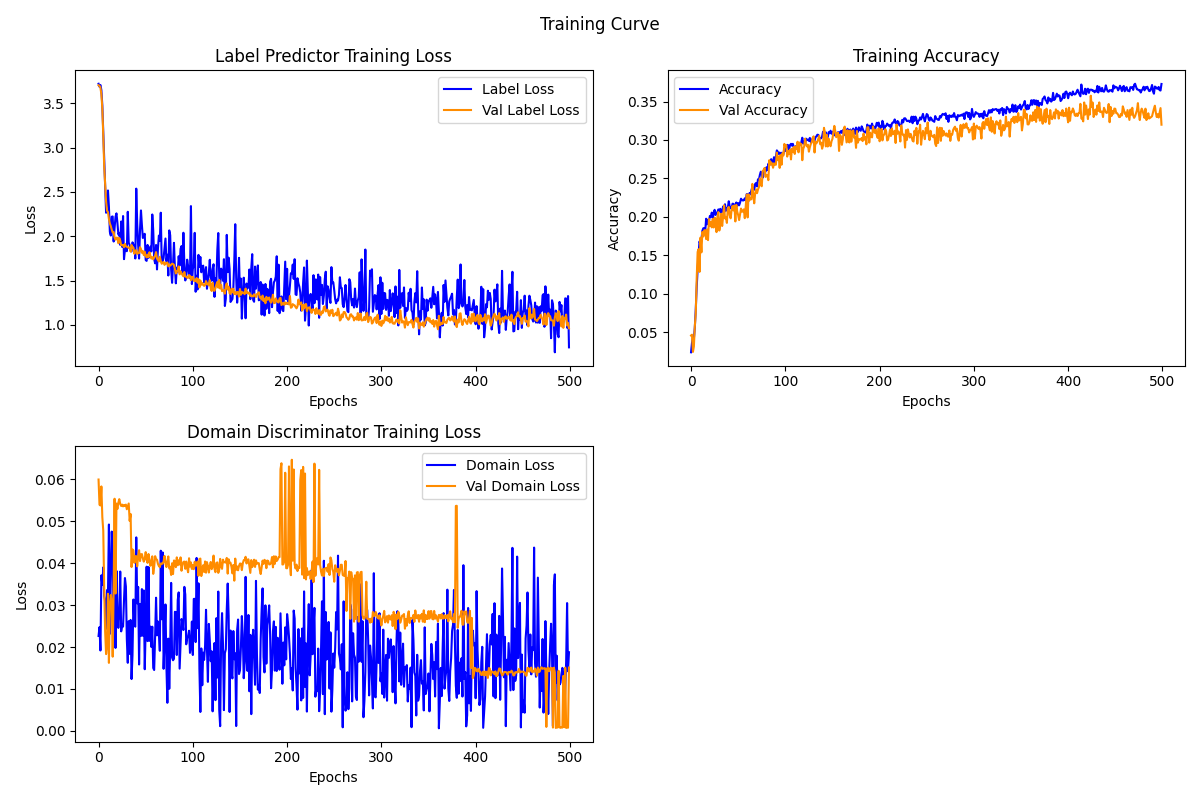 Training Curve
Label Predictor Training Loss
Label Loss
Val Label Loss
Loss
3.5
3.0
2.5
2.0
1.5
1.0
0 100 200 300 400 500
Epochs
Training Accuracy
Accuracy
Val Accuracy
Accuracy
0.35
0.30
0.25
0.20
0.15
0.10
0.05
0 100 200 300 400 500
Epochs
Domain Discriminator Training Loss
Domain Loss
Val Domain Loss
Loss
0.06
0.05
0.04
0.03
0.02
0.01
0.00
0 100 200 300 400 500
Epochs